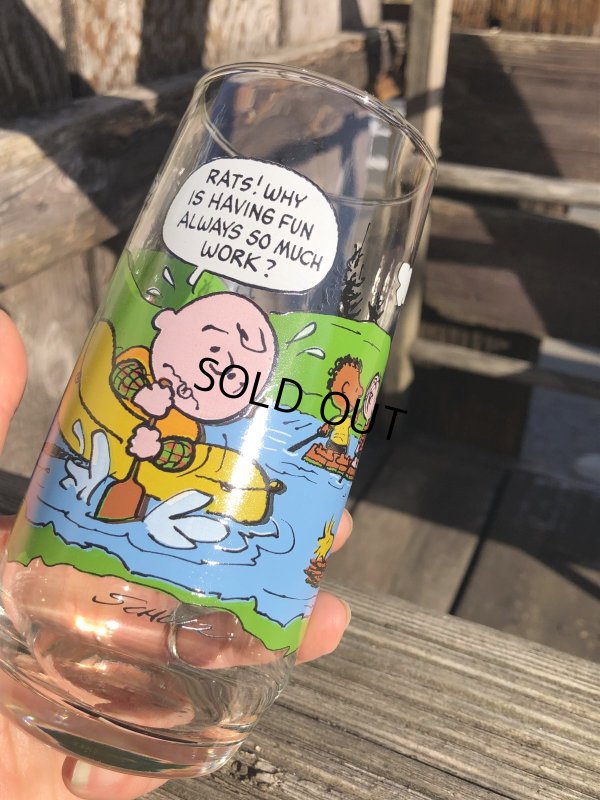 RATS! WHY
IS HAVING FUN
ALWAYS SO MUCH
WORK?
SOLD OUT